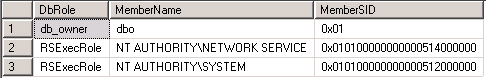 DbRole MemberName MemberSID
1 db_owner dbo 0x01
2 RSExecRole NT AUTHORITY\NETWORK SERVICE 0x010100000000000514000000
3 RSExecRole NT AUTHORITY\SYSTEM 0x010100000000000512000000